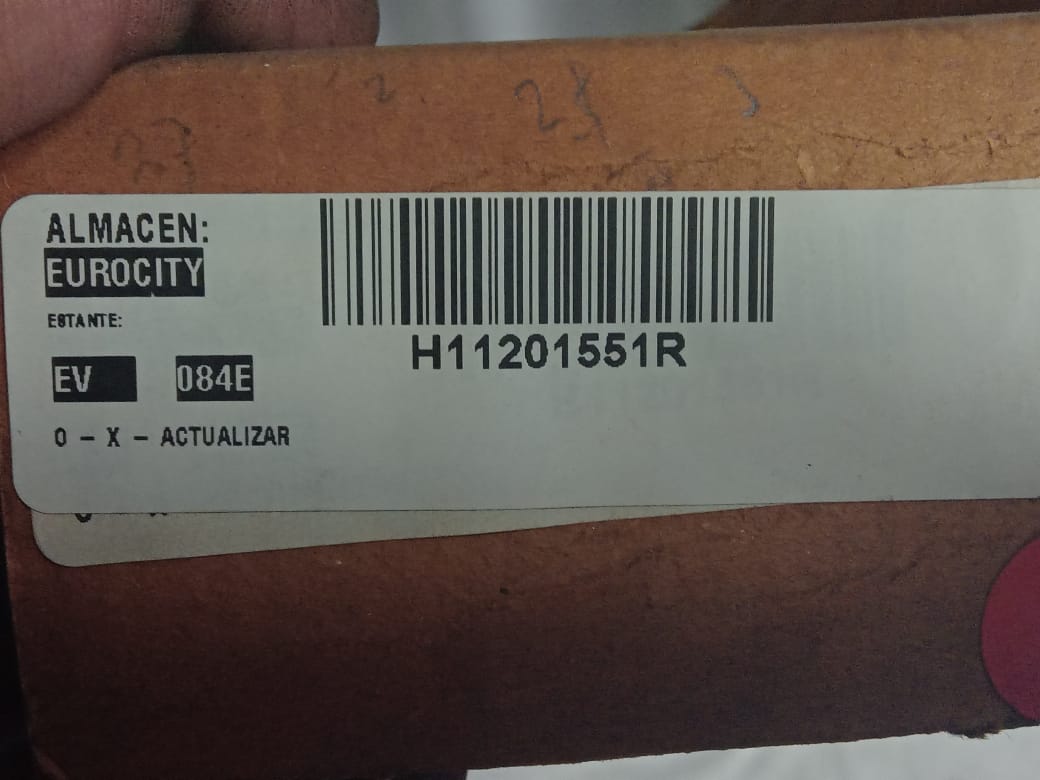 ALMACEN:
EUROCITY
ESTANTE:
EV 084E
0 - X - ACTUALIZAR
H11201551R